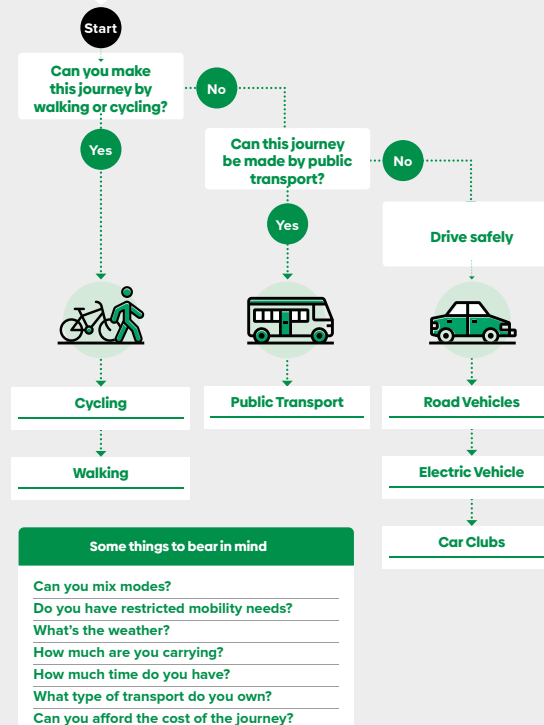 Start
Can you make
this journey by
walking or cycling?
No
Yes
Can this journey
be made by public
transport?
No
Yes
Drive safely
Cycling
Public Transport
Road Vehicles
Walking
Electric Vehicle
Car Clubs
Some things to bear in mind
Can you mix modes?
Do you have restricted mobility needs?
What's the weather?
How much are you carrying?
How much time do you have?
What type of transport do you own?
Can you afford the cost of the journey?